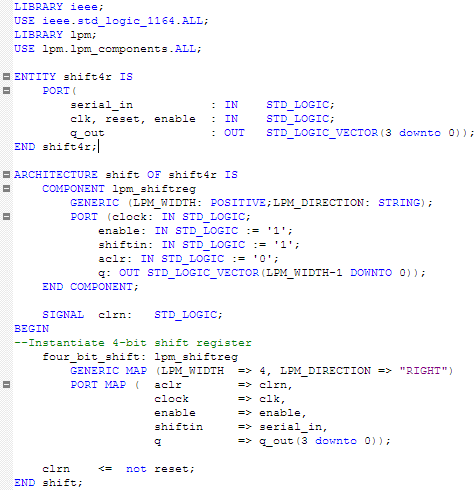 LIBRARY ieee;
USE ieee.std_logic_1164.ALL;
LIBRARY lpm;
USE lpm.lpm_components.ALL;
ENTITY shift4r IS
PORT(
serial_in : IN STD_LOGIC;
clk, reset, enable : IN STD_LOGIC;
q_out : OUT STD_LOGIC_VECTOR(3 downto 0));
END shift4r;
ARCHITECTURE shift OF shift4r IS
COMPONENT lpm_shiftreg
GENERIC (LPM_WIDTH: POSITIVE;LPM_DIRECTION: STRING);
PORT (clock: IN STD_LOGIC;
enable: IN STD_LOGIC := '1';
shiftin: IN STD_LOGIC := '1';
aclr: IN STD_LOGIC := '0';
q: OUT STD_LOGIC_VECTOR(LPM_WIDTH-1 DOWNTO 0));
END COMPONENT;
SIGNAL clrn: STD_LOGIC;
BEGIN
--Instantiate 4-bit shift register
four_bit_shift: lpm_shiftreg
GENERIC MAP (LPM_WIDTH => 4, LPM_DIRECTION => "RIGHT")
PORT MAP ( aclr => clrn,
clock => clk,
enable => enable,
shiftin => serial_in,
q => q_out(3 downto 0));
clrn <= not reset;
END shift;